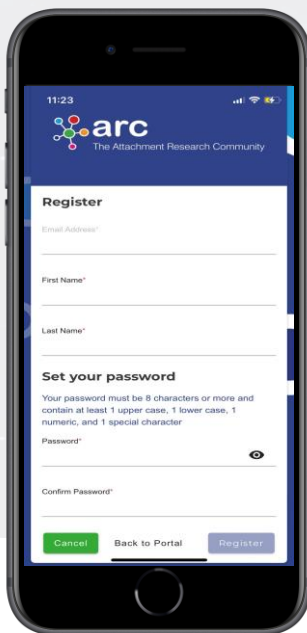 11:23
arc
The Attachment Research Community
Register
Email Address*
First Name*
Last Name*
Set your password
Your password must be 8 characters or more and
contain at least 1 upper case, 1 lower case, 1
numeric, and 1 special character
Password*
Confirm Password*
Cancel Back to Portal Register